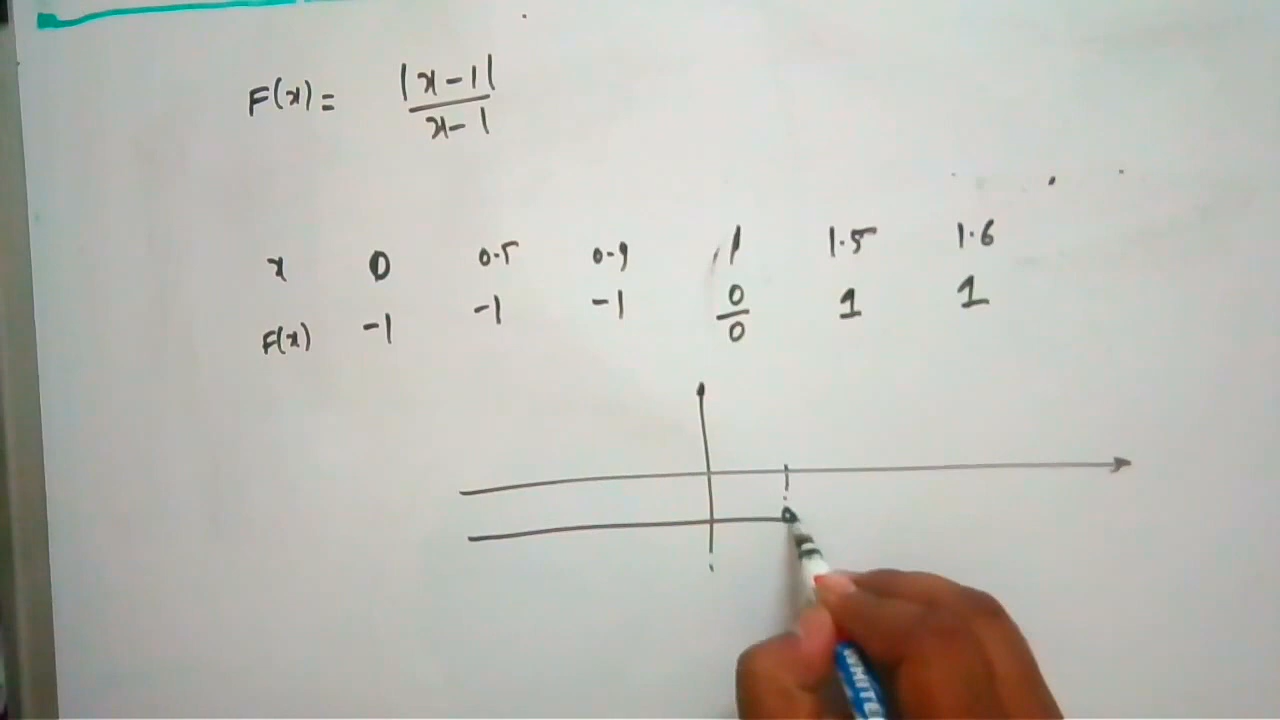 F(x) = |x-1| / x-1
x 0 0.5 0.9 1 1.5 1.6
F(x) -1 -1 -1 0/0 1 1
WHITE